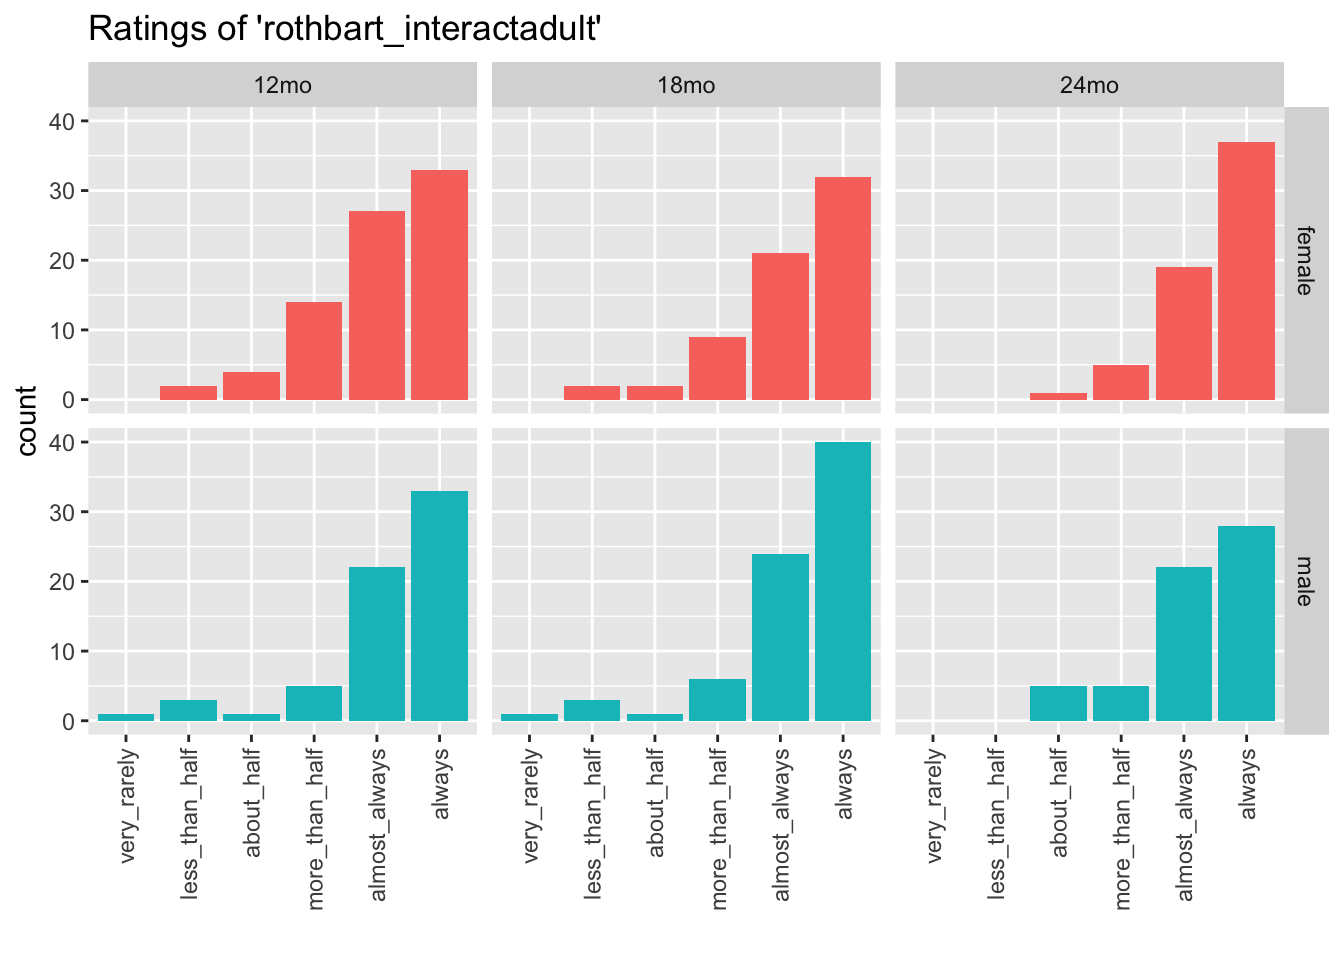 Ratings of 'rothbart_interactadult'
12mo 18mo 24mo
40
30
20
10
0
female
count
40
30
20
10
0
male
very_rarely less_than_half about_half more_than_half almost_always always very_rarely less_than_half about_half more_than_half almost_always always very_rarely less_than_half about_half more_than_half almost_always always